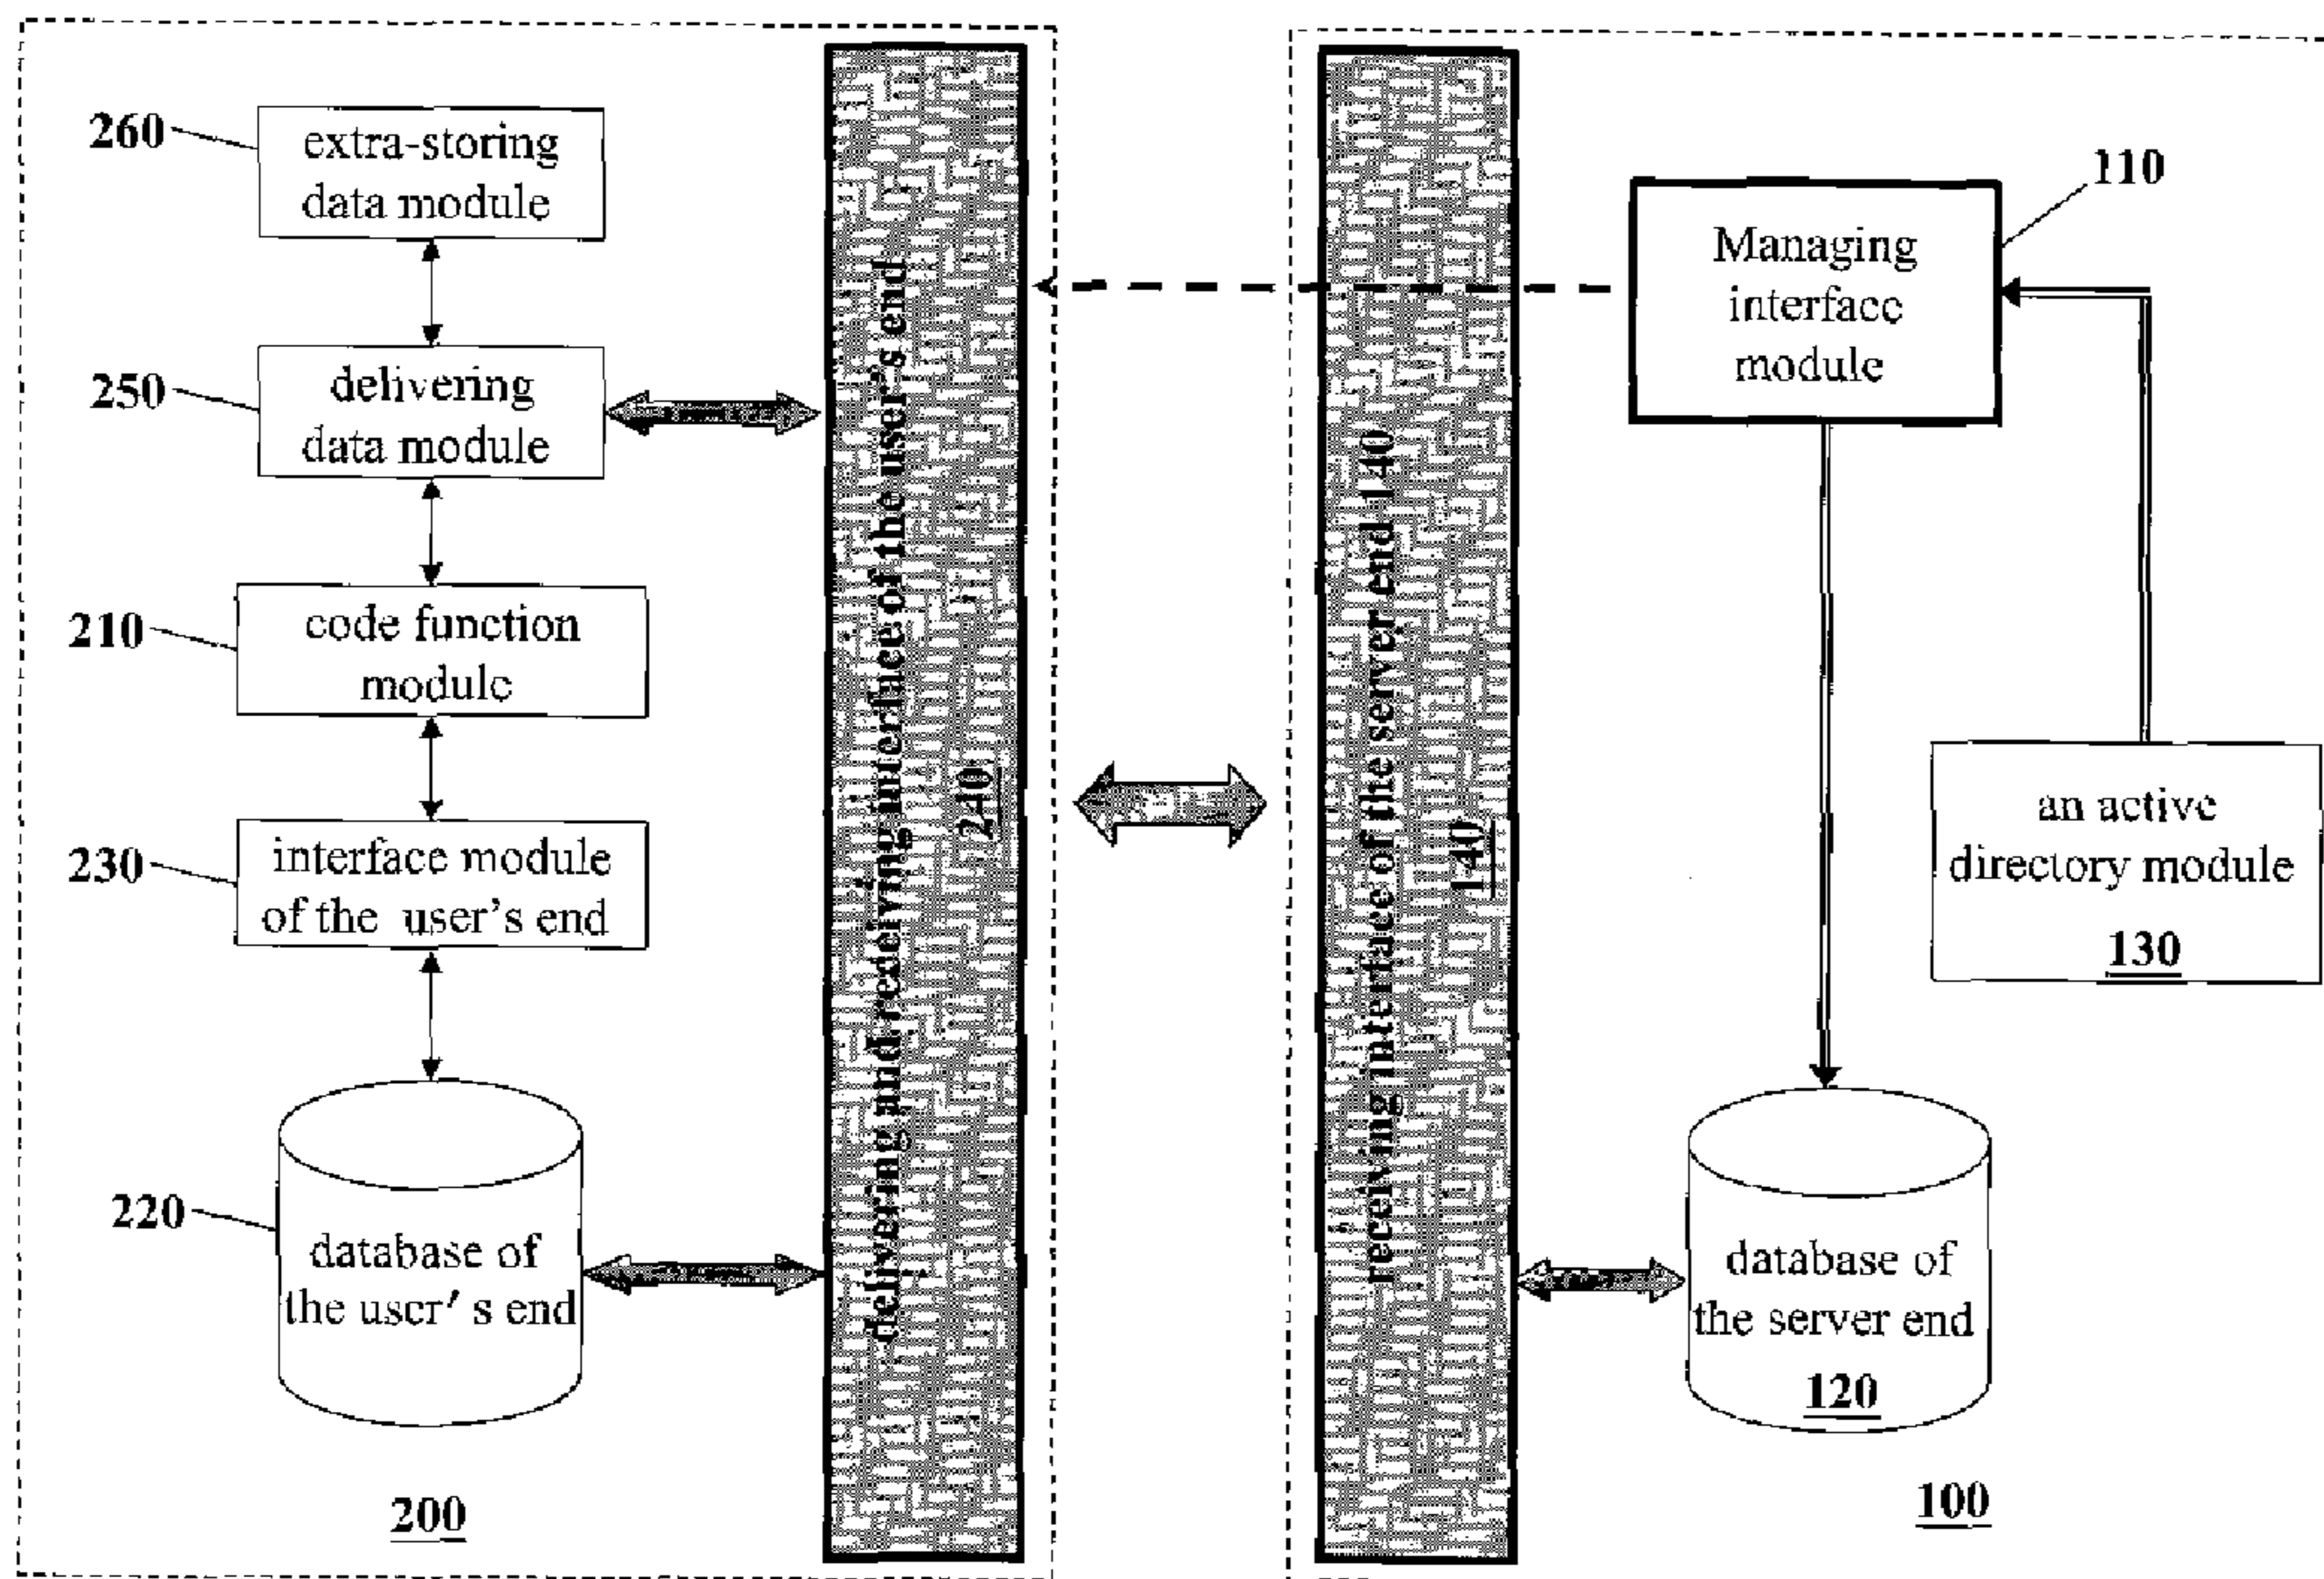 260
extra-storing
data module
250
delivering
data module
210
code function
module
230
interface module
of the user's end
220
database of
the user's end
200
delivering and redeiving interface of the user's end
240
receiving interface of the server end 140
140
110
Managing
interface
module
an active
directory module
130
database of
the server end
120
100